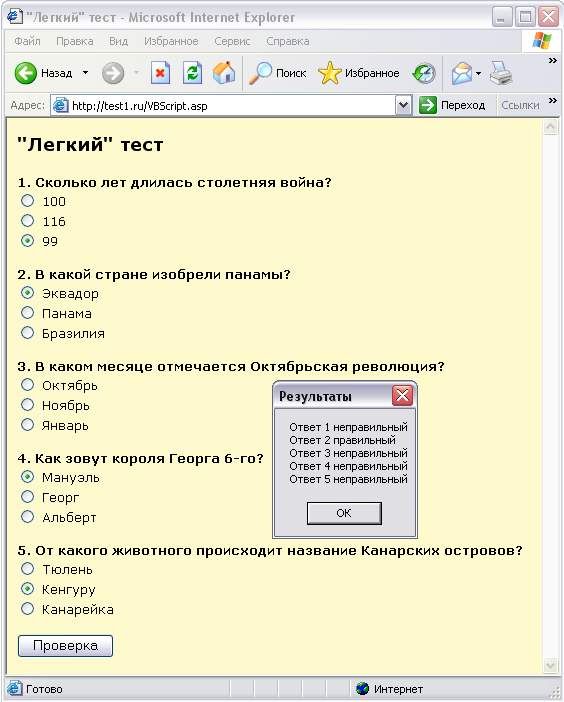 "Легкий" тест - Microsoft Internet Explorer
Файл Правка Вид Избранное Сервис Справка
Назад Поиск Избранное »
Адрес: http://test1.ru/VBScript.asp Переход Ссылки »
"Легкий" тест
1. Сколько лет длилась столетняя война?
100
116
99
2. В какой стране изобрели панамы?
Эквадор
Панама
Бразилия
3. В каком месяце отмечается Октябрьская революция?
Октябрь
Ноябрь
Январь
4. Как зовут короля Георга 6-го?
Мануэль
Георг
Альберт
5. От какого животного происходит название Канарских островов?
Тюлень
Кенгуру
Канарейка
Проверка
Результаты
Ответ 1 неправильный
Ответ 2 правильный
Ответ 3 неправильный
Ответ 4 неправильный
Ответ 5 неправильный
OK
Готово Интернет